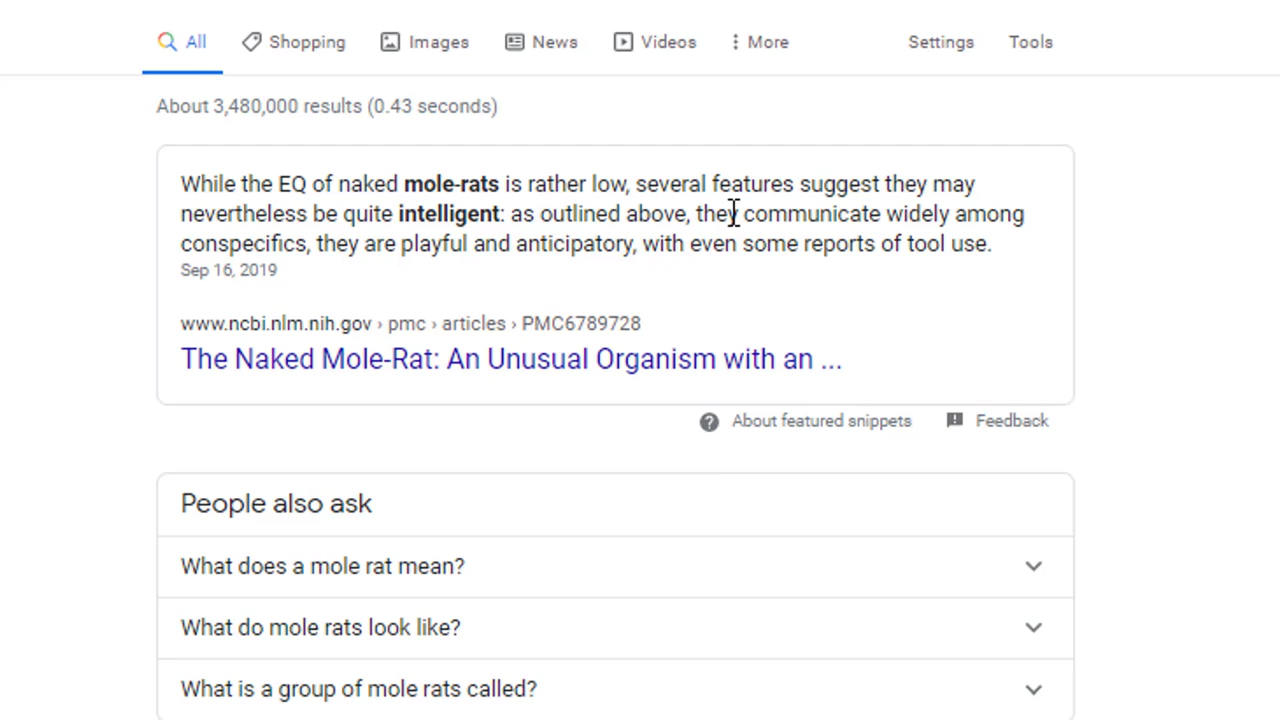 All Shopping Images News Videos More Settings Tools
About 3,480,000 results (0.43 seconds)
While the EQ of naked mole-rats is rather low, several features suggest they may
nevertheless be quite intelligent: as outlined above, they communicate widely among
conspecifics, they are playful and anticipatory, with even some reports of tool use.
Sep 16, 2019
www.ncbi.nlm.nih.gov › pmc › articles › PMC6789728
The Naked Mole-Rat: An Unusual Organism with an ...
About featured snippets Feedback
People also ask
What does a mole rat mean?
What do mole rats look like?
What is a group of mole rats called?